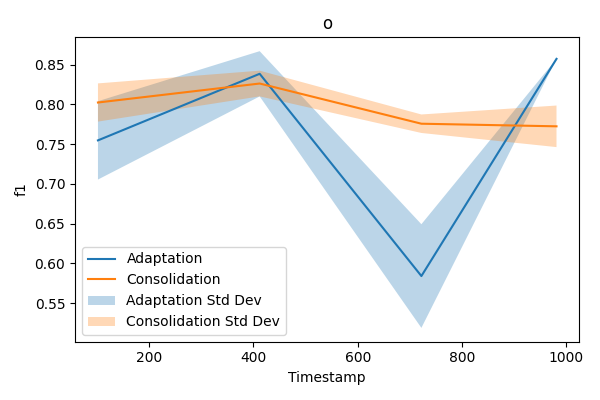 o
f1
0.85
0.80
0.75
0.70
0.65
0.60
0.55
Adaptation
Consolidation
Adaptation Std Dev
Consolidation Std Dev
200 400 600 800 1000
Timestamp